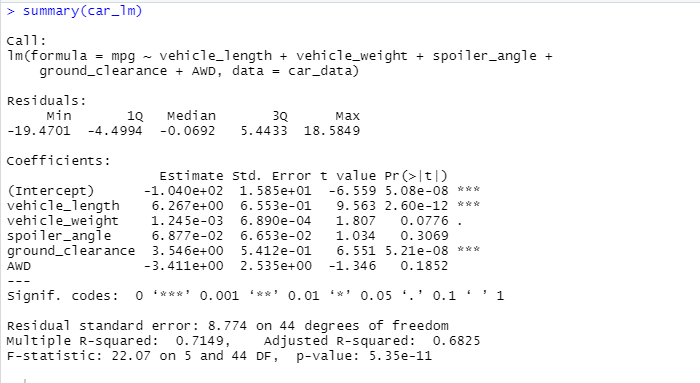 > summary(car_lm)
Call:
lm(formula = mpg ~ vehicle_length + vehicle_weight + spoiler_angle +
    ground_clearance + AWD, data = car_data)
Residuals:
     Min       1Q   Median       3Q      Max
-19.4701  -4.4994  -0.0692   5.4433  18.5849
Coefficients:
                   Estimate Std. Error t value Pr(>|t|)
(Intercept)      -1.040e+02  1.585e+01  -6.559 5.08e-08 ***
vehicle_length    6.267e+00  6.553e-01   9.563 2.60e-12 ***
vehicle_weight    1.245e-03  6.890e-04   1.807   0.0776 .
spoiler_angle     6.877e-02  6.653e-02   1.034   0.3069
ground_clearance  3.546e+00  5.412e-01   6.551 5.21e-08 ***
AWD              -3.411e+00  2.535e+00  -1.346   0.1852
---
Signif. codes:  0 ‘***’ 0.001 ‘**’ 0.01 ‘*’ 0.05 ‘.’ 0.1 ‘ ’ 1
Residual standard error: 8.774 on 44 degrees of freedom
Multiple R-squared:  0.7149,    Adjusted R-squared:  0.6825
F-statistic: 22.07 on 5 and 44 DF,  p-value: 5.35e-11